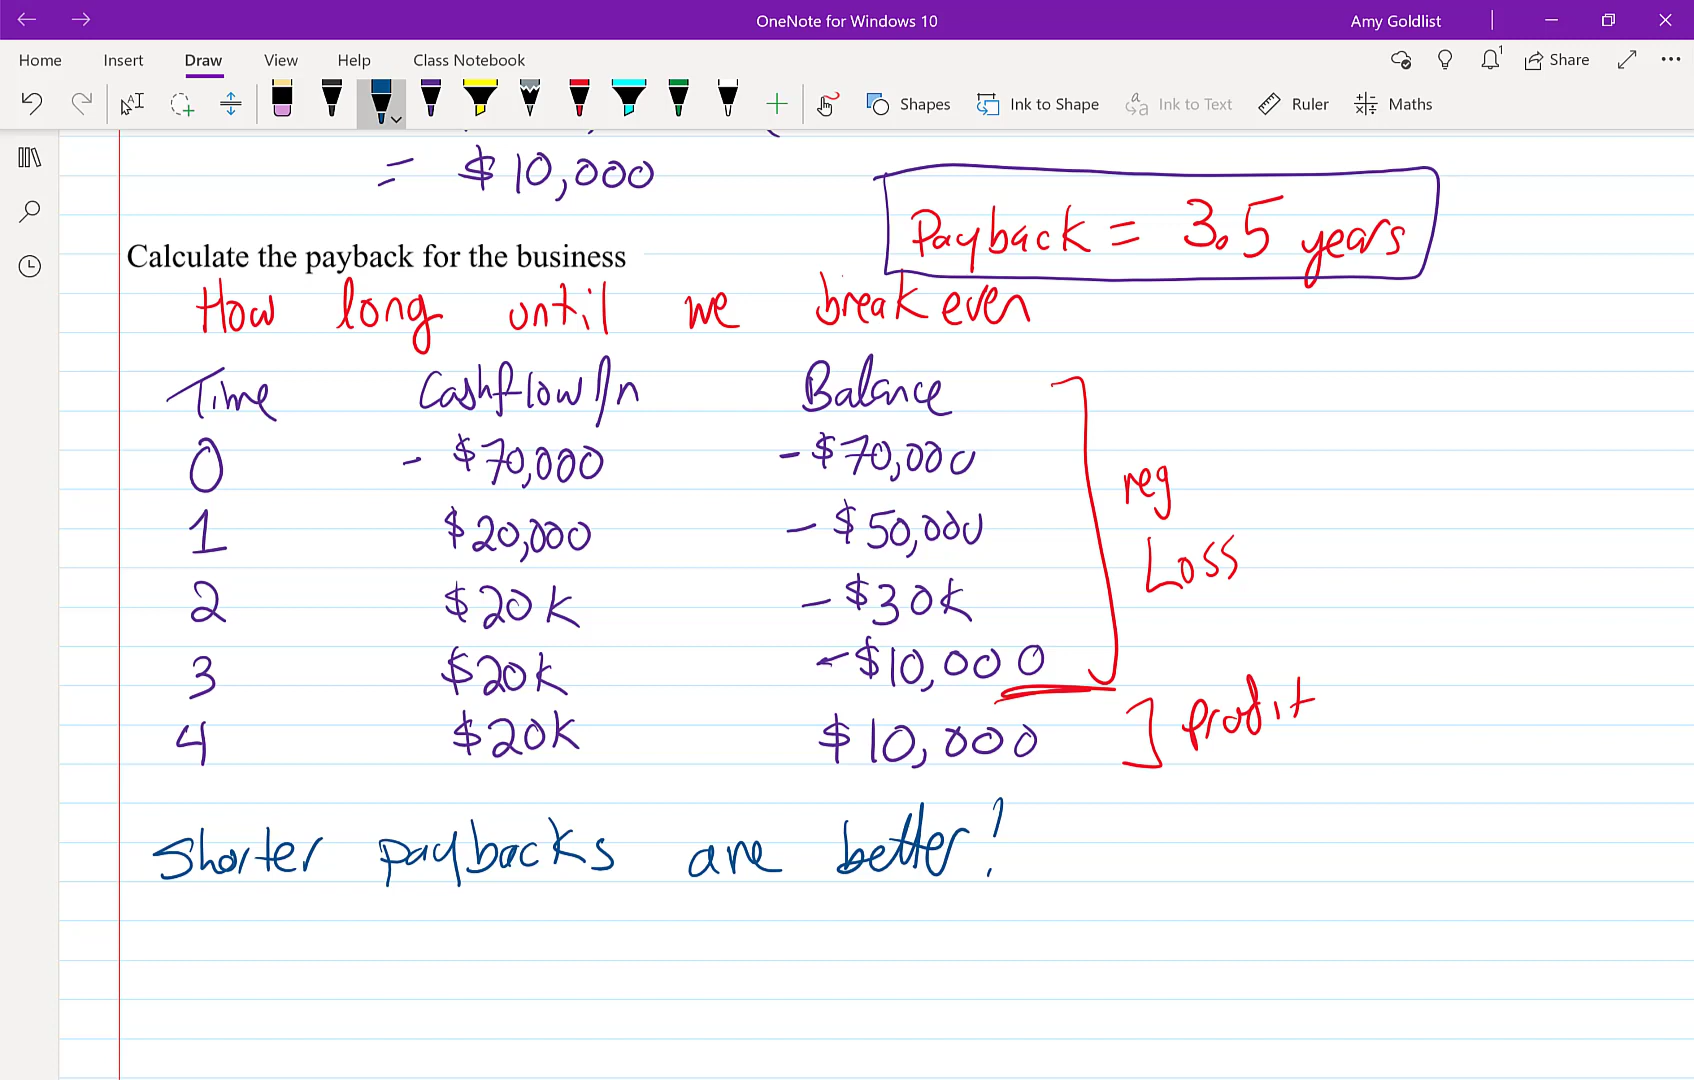 OneNote for Windows 10
Amy Goldlist
Home Insert Draw View Help Class Notebook
1
Share
Shapes Ink to Shape Ink to Text Ruler Maths
= $10,000
Payback = 3.5 years
Calculate the payback for the business
How long until we breakeven
Time Cashflow/In Balance
0 - $70,000 - $70,000
1 $20,000 - $50,000
2 $20K - $30K
3 $20K - $10,000
4 $20K $10,000
neg
Loss
profit
Shorter paybacks are better!